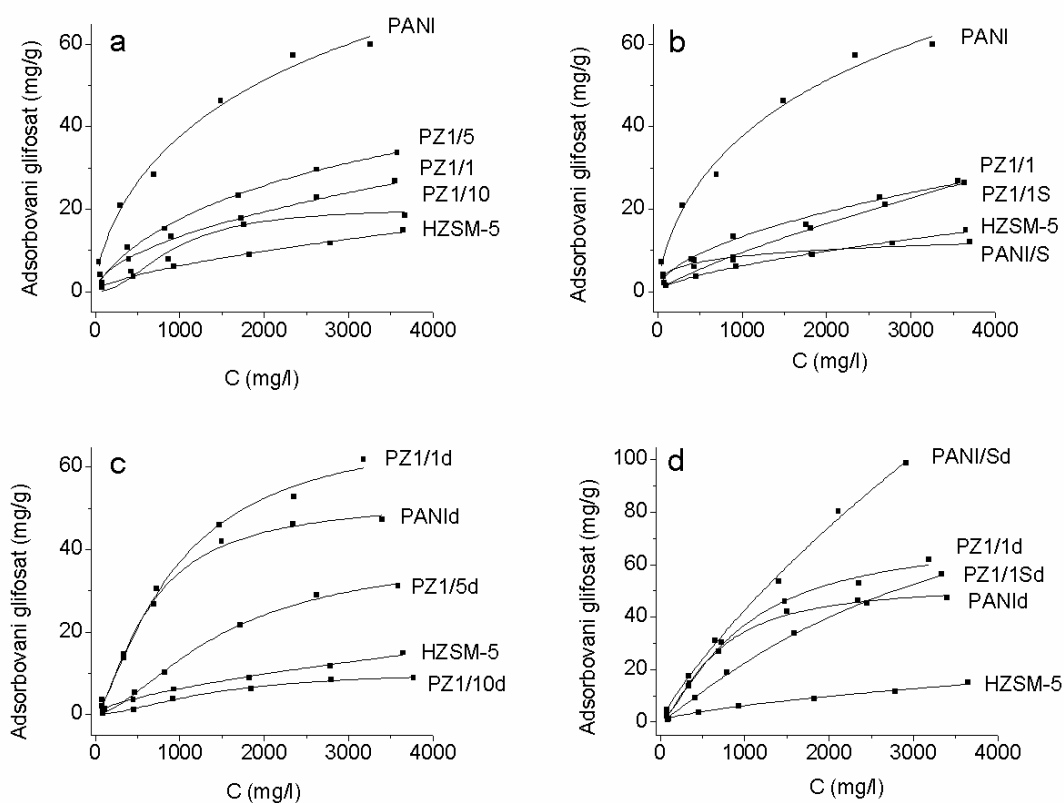 a
Adsorbovani glifosat (mg/g)
60
40
20
0
0 1000 2000 3000 4000
C (mg/l)
PANI
PZ1/5
PZ1/1
PZ1/10
HZSM-5
b
Adsorbovani glifosat (mg/g)
60
40
20
0
0 1000 2000 3000 4000
C (mg/l)
PANI
PZ1/1
PZ1/1S
HZSM-5
PANI/S
c
Adsorbovani glifosat (mg/g)
60
40
20
0
0 1000 2000 3000 4000
C (mg/l)
PZ1/1d
PANId
PZ1/5d
HZSM-5
PZ1/10d
d
Adsorbovani glifosat (mg/g)
100
80
60
40
20
0
0 1000 2000 3000 4000
C (mg/l)
PANI/Sd
PZ1/1d
PZ1/1Sd
PANId
HZSM-5